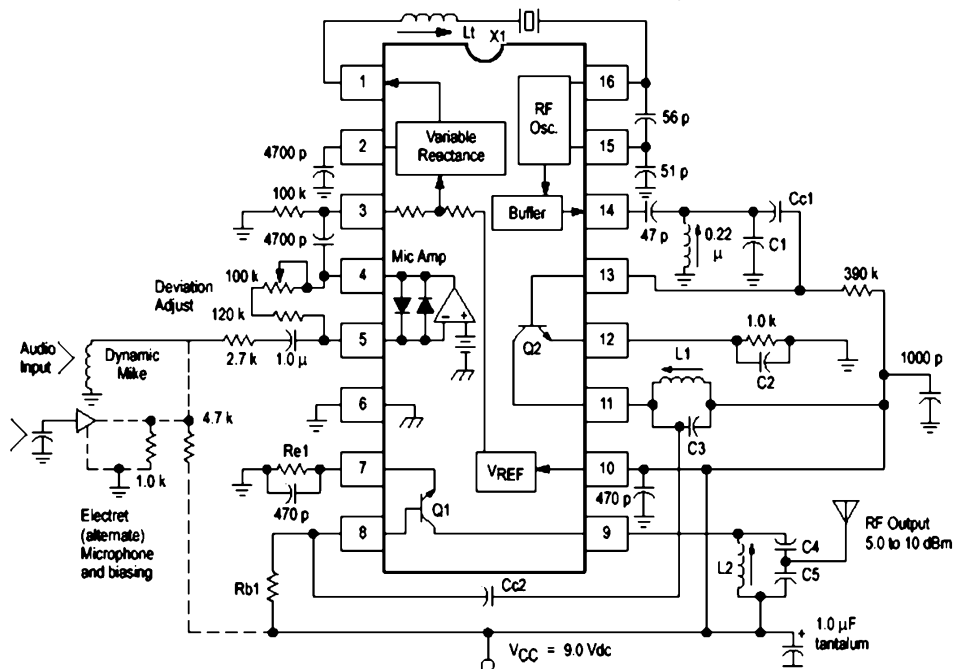 Lt
X1
1
16
RF
Osc.
56 p
Variable
Reactance
4700 p
2
15
51 p
100 k
3
Buffer
14
Cc1
47 p
0.22
μ
C1
4700 p
Mic Amp
100 k
4
13
390 k
Deviation
Adjust
120 k
1.0 k
Audio
Input
Dynamic
Mike
2.7 k
1.0 μ
5
- +
Q2
12
C2
L1
1000 p
6
11
C3
4.7 k
Re1
7
VREF
10
1.0 k
470 p
470 p
Q1
Electret
(alternate)
Microphone
and biasing
8
9
RF Output
5.0 to 10 dBm
C4
L2
C5
Rb1
Cc2
+
1.0 μF
tantalum
VCC = 9.0 Vdc